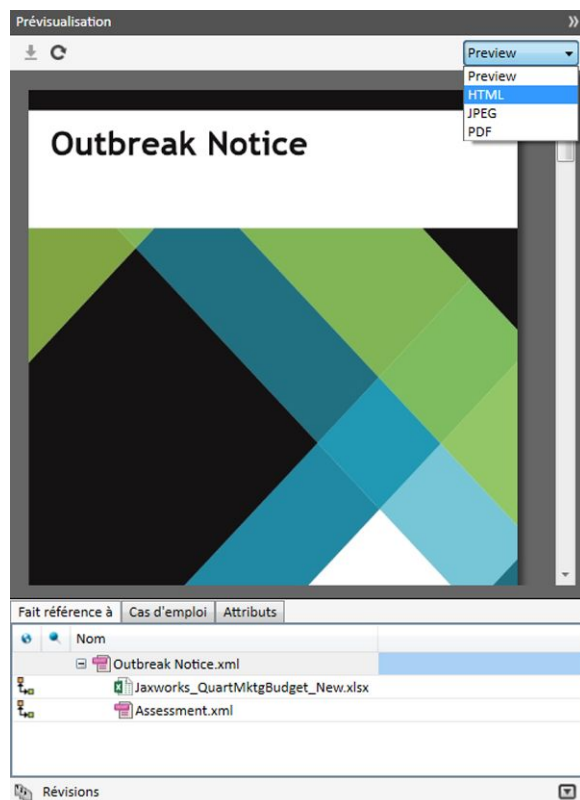 Prévisualisation
Preview
Preview
HTML
JPEG
PDF
Outbreak Notice
Fait référence à Cas d'emploi Attributs
Nom
Outbreak Notice.xml
Jaxworks_QuartMktgBudget_New.xlsx
Assessment.xml
Révisions